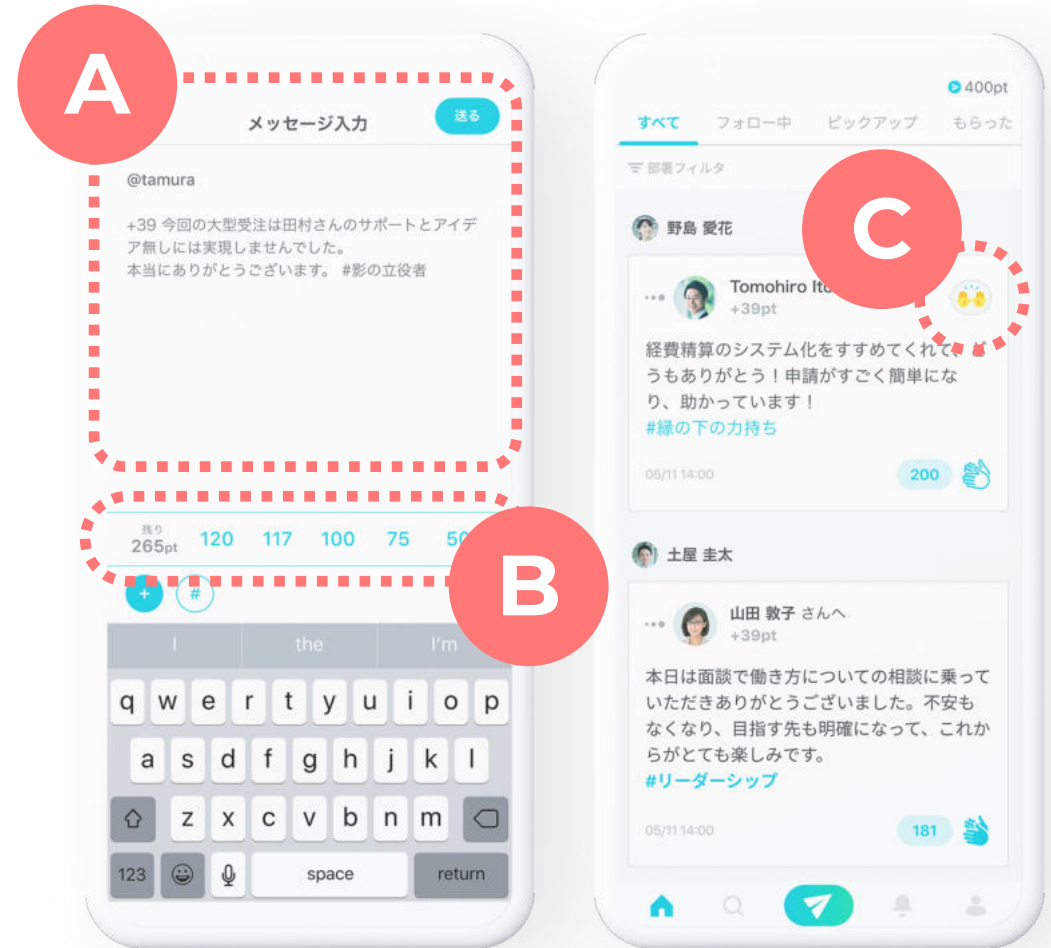 A
メッセージ入力
送る
@tamura
+39 今回の大型受注は田村さんのサポートとアイデ
ア無しには実現しませんでした。
本当にありがとうございます。 #影の立役者
残り
265pt
120
117
100
75
50
B
+
#
I
the
I'm
q w e r t y u i o p
a s d f g h j k l
z x c v b n m
123
space
return
400pt
すべて
フォロー中
ピックアップ
もらった
部署フィルタ
C
野島 愛花
Tomohiro Ito
+39pt
経費精算のシステム化をすすめてくれて、ど
うもありがとう!申請がすごく簡単にな
り、助かっています!
#縁の下の力持ち
05/11 14:00
200
土屋 圭太
山田 敦子 さんへ
+39pt
本日は面談で働き方についての相談に乗って
いただきありがとうございました。不安も
なくなり、目指す先も明確になって、これか
らがとても楽しみです。
#リーダーシップ
05/11 14:00
181